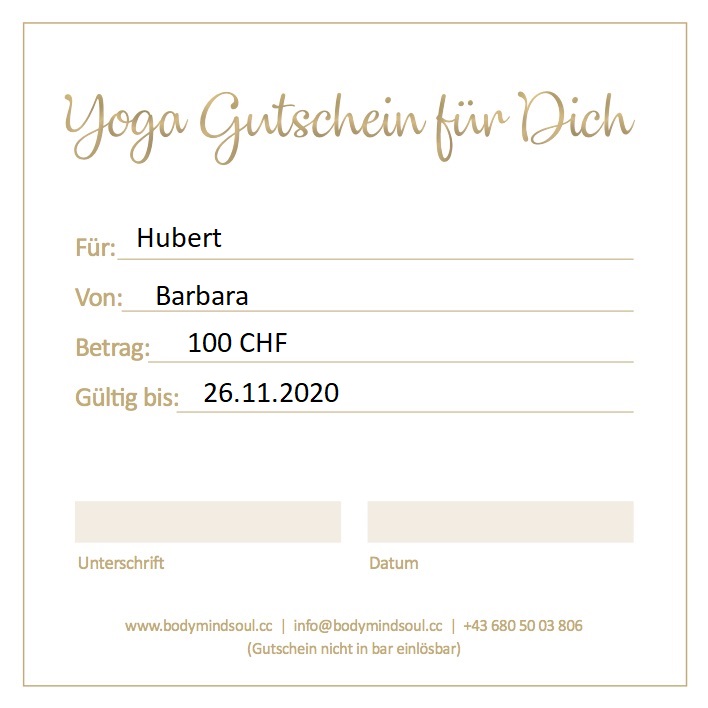 Yoga Gutschein für Dich
Für: Hubert
Von: Barbara
Betrag: 100 CHF
Gültig bis: 26.11.2020
Unterschrift Datum
www.bodymindsoul.cc | info@bodymindsoul.cc | +43 680 50 03 806
(Gutschein nicht in bar einlösbar)